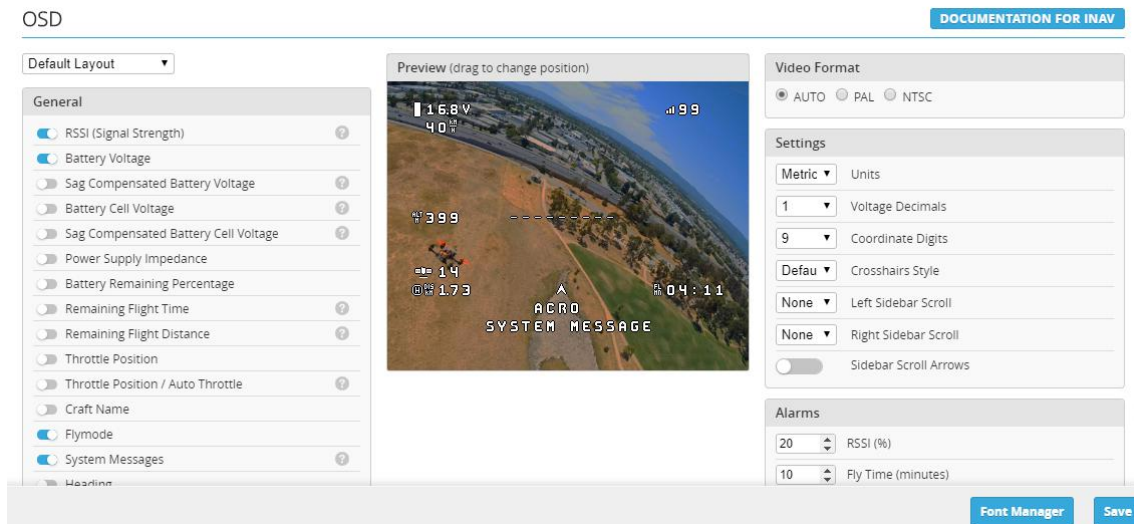 OSD
DOCUMENTATION FOR INAV
Default Layout
General
RSSI (Signal Strength)
Battery Voltage
Sag Compensated Battery Voltage
Battery Cell Voltage
Sag Compensated Battery Cell Voltage
Power Supply Impedance
Battery Remaining Percentage
Remaining Flight Time
Remaining Flight Distance
Throttle Position
Throttle Position / Auto Throttle
Craft Name
Flymode
System Messages
Heading
Preview (drag to change position)
16.8V
99
40
ALT M 399
14
173
04:11
ACRO
SYSTEM MESSAGE
Video Format
AUTO PAL NTSC
Settings
Metric Units
1 Voltage Decimals
9 Coordinate Digits
Defau Crosshairs Style
None Left Sidebar Scroll
None Right Sidebar Scroll
Sidebar Scroll Arrows
Alarms
20 RSSI (%)
10 Fly Time (minutes)
Font Manager
Save